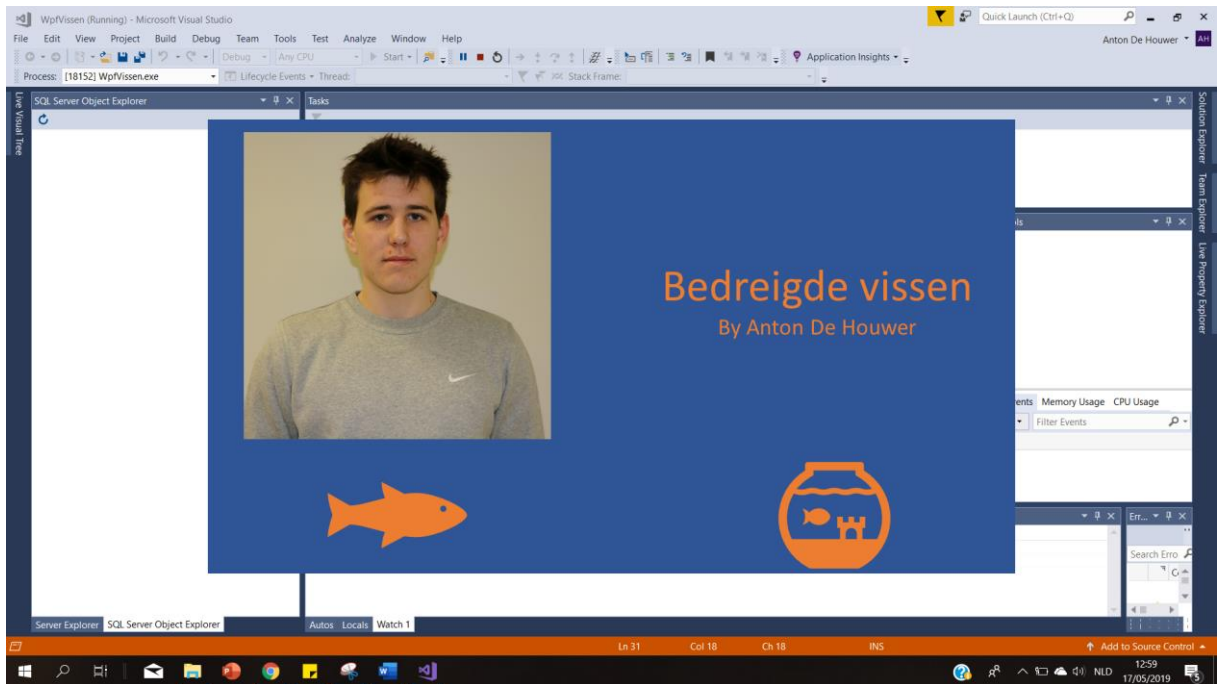 WpfVissen (Running) - Microsoft Visual Studio
Quick Launch (Ctrl+Q)
File Edit View Project Build Debug Team Tools Test Analyze Window Help
Anton De Houwer AH
Debug Any CPU Start Application Insights
Process: [18152] WpfVissen.exe Lifecycle Events Thread: Stack Frame:
Live Visual Tree
SQL Server Object Explorer
Tasks
Solution Explorer
Team Explorer
Live Property Explorer
Bedreigde vissen
By Anton De Houwer
ols
ents Memory Usage CPU Usage
Filter Events
Err...
Search Erro
Server Explorer SQL Server Object Explorer
Autos Locals Watch 1
Ln 31 Col 18 Ch 18 INS
Add to Source Control
NLD
12:59
17/05/2019